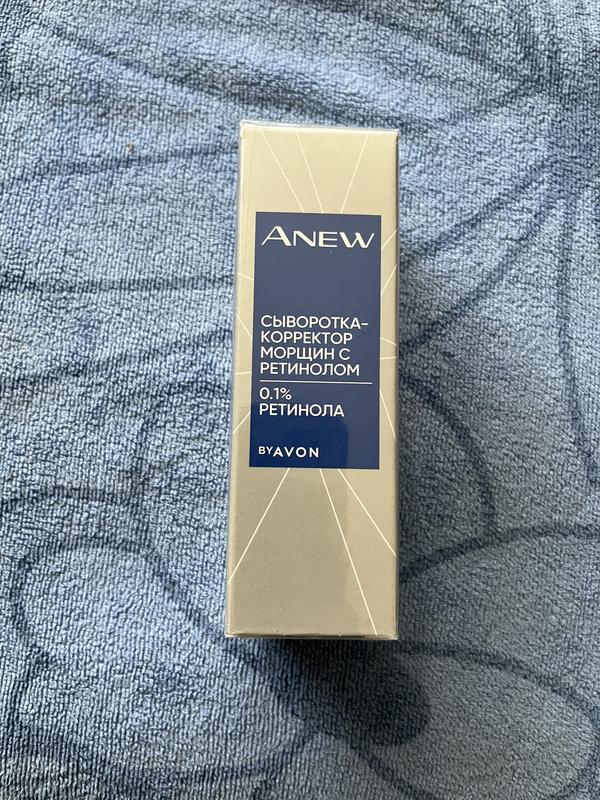 ANEW
СЫВОРОТКА-
КОРРЕКТОР
МОРЩИН С
РЕТИНОЛОМ
0.1%
РЕТИНОЛА
BY AVON